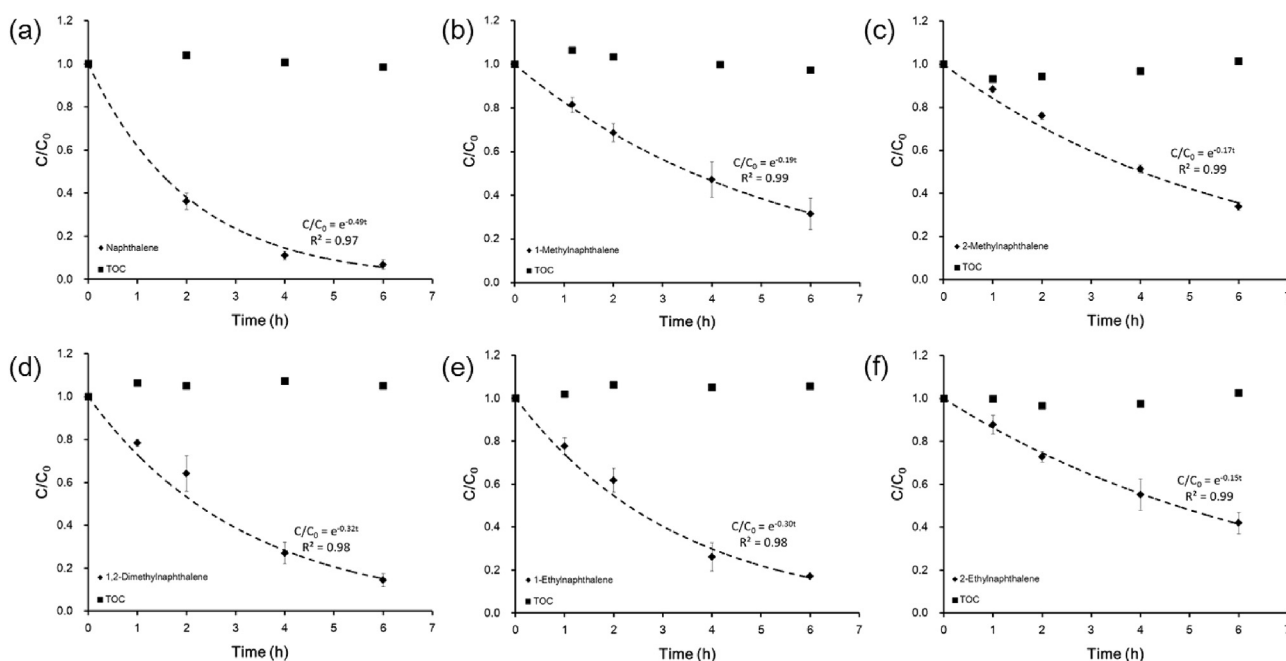 (a)
1.2
1.0
0.8
0.6
0.4
0.2
0.0
C/C₀
C/C₀ = e⁻⁰·⁴⁹ᵗ
R² = 0.97
Naphthalene
TOC
0 1 2 3 4 5 6 7
Time (h)
(b)
1.2
1.0
0.8
0.6
0.4
0.2
0.0
C/C₀
C/C₀ = e⁻⁰·¹⁹ᵗ
R² = 0.99
1-Methylnaphthalene
TOC
0 1 2 3 4 5 6 7
Time (h)
(c)
1.2
1.0
0.8
0.6
0.4
0.2
0.0
C/C₀
C/C₀ = e⁻⁰·¹⁷ᵗ
R² = 0.99
2-Methylnaphthalene
TOC
0 1 2 3 4 5 6 7
Time (h)
(d)
1.2
1.0
0.8
0.6
0.4
0.2
0.0
C/C₀
C/C₀ = e⁻⁰·³²ᵗ
R² = 0.98
1,2-Dimethylnaphthalene
TOC
0 1 2 3 4 5 6 7
Time (h)
(e)
1.2
1.0
0.8
0.6
0.4
0.2
0.0
C/C₀
C/C₀ = e⁻⁰·³⁰ᵗ
R² = 0.98
1-Ethylnaphthalene
TOC
0 1 2 3 4 5 6 7
Time (h)
(f)
1.2
1.0
0.8
0.6
0.4
0.2
0.0
C/C₀
C/C₀ = e⁻⁰·¹⁵ᵗ
R² = 0.99
2-Ethylnaphthalene
TOC
0 1 2 3 4 5 6 7
Time (h)